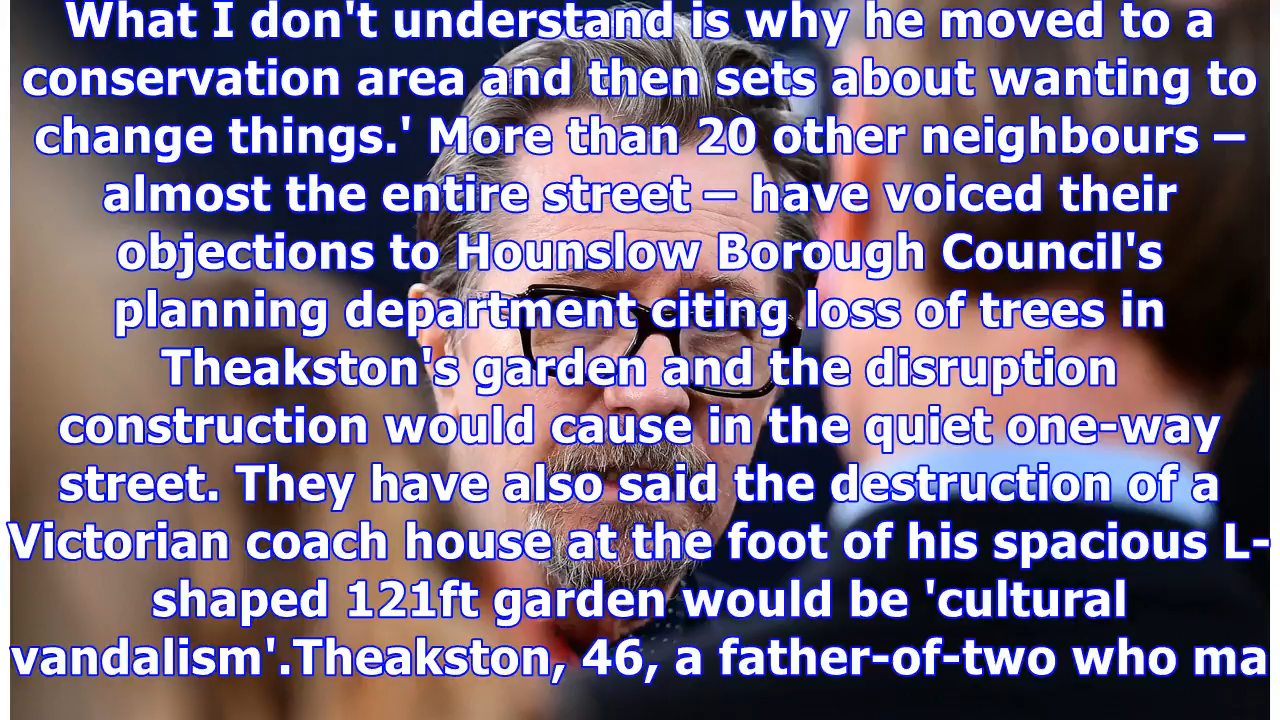 What I don't understand is why he moved to a
conservation area and then sets about wanting to
change things.' More than 20 other neighbours –
almost the entire street – have voiced their
objections to Hounslow Borough Council's
planning department citing loss of trees in
Theakston's garden and the disruption
construction would cause in the quiet one-way
street. They have also said the destruction of a
Victorian coach house at the foot of his spacious L-
shaped 121ft garden would be 'cultural
vandalism'.Theakston, 46, a father-of-two who ma